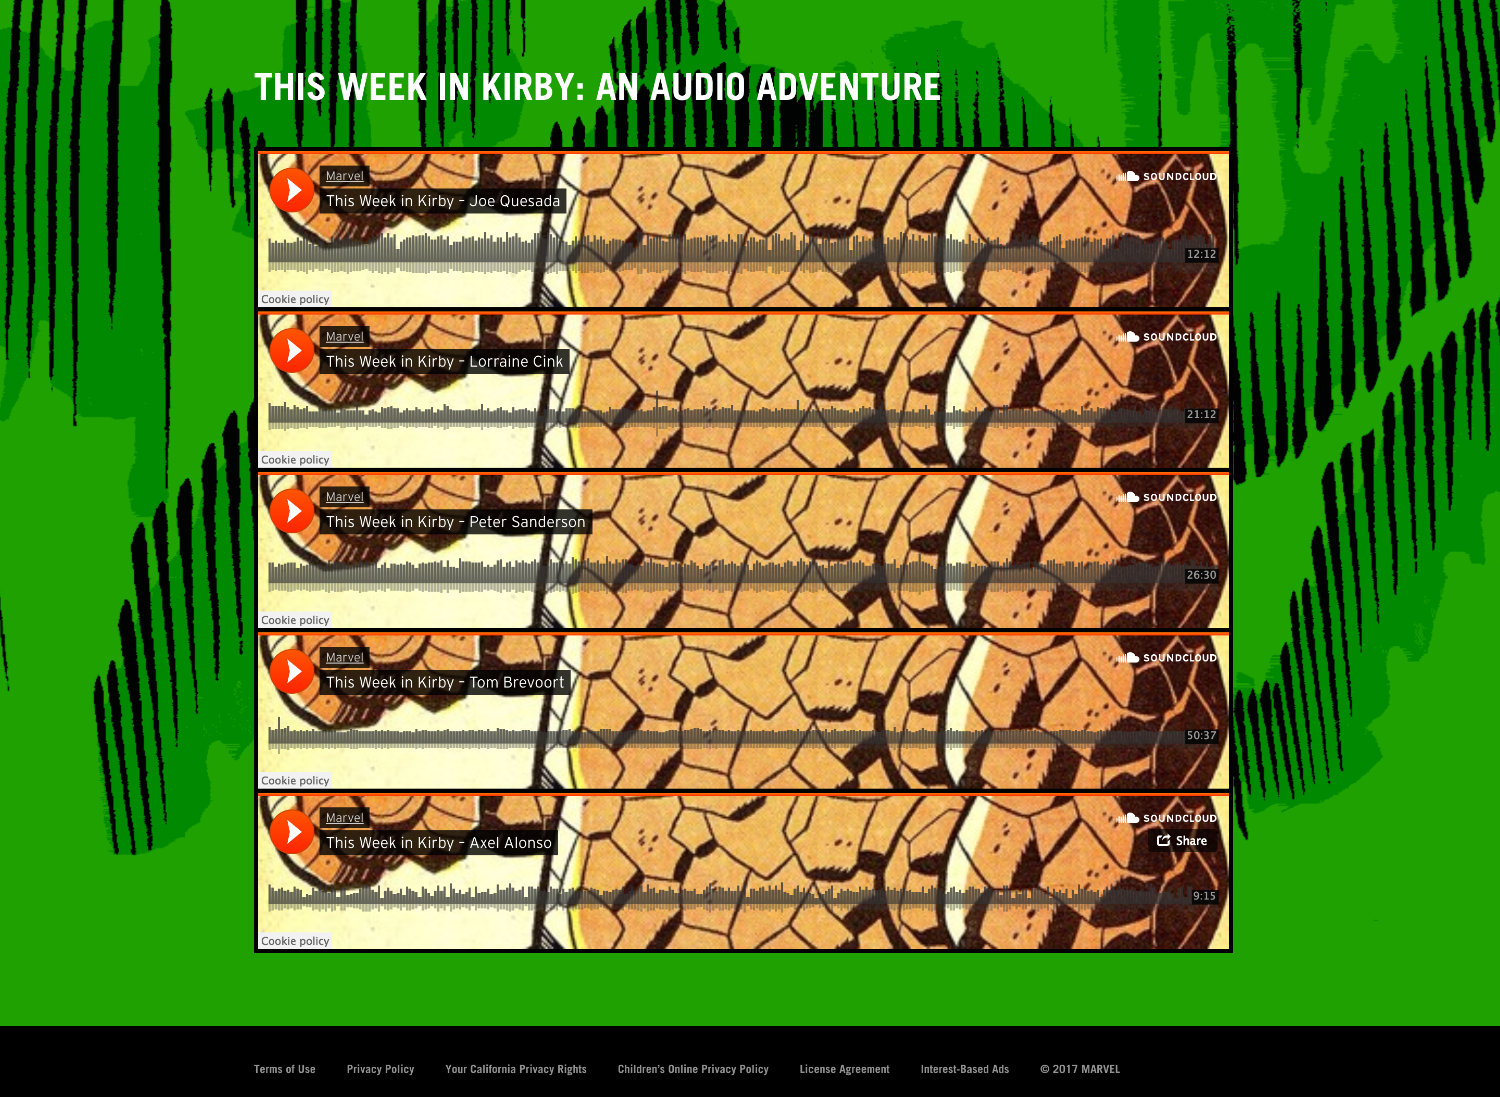 THIS WEEK IN KIRBY: AN AUDIO ADVENTURE
Marvel
SOUNDCLOUD
This Week in Kirby – Joe Quesada
12:12
Cookie policy
Marvel
SOUNDCLOUD
This Week in Kirby – Lorraine Cink
21:12
Cookie policy
Marvel
SOUNDCLOUD
This Week in Kirby – Peter Sanderson
26:30
Cookie policy
Marvel
SOUNDCLOUD
This Week in Kirby – Tom Brevoort
50:37
Cookie policy
Marvel
SOUNDCLOUD
This Week in Kirby – Axel Alonso
Share
9:15
Cookie policy
Terms of Use Privacy Policy Your California Privacy Rights Children's Online Privacy Policy License Agreement Interest-Based Ads © 2017 MARVEL